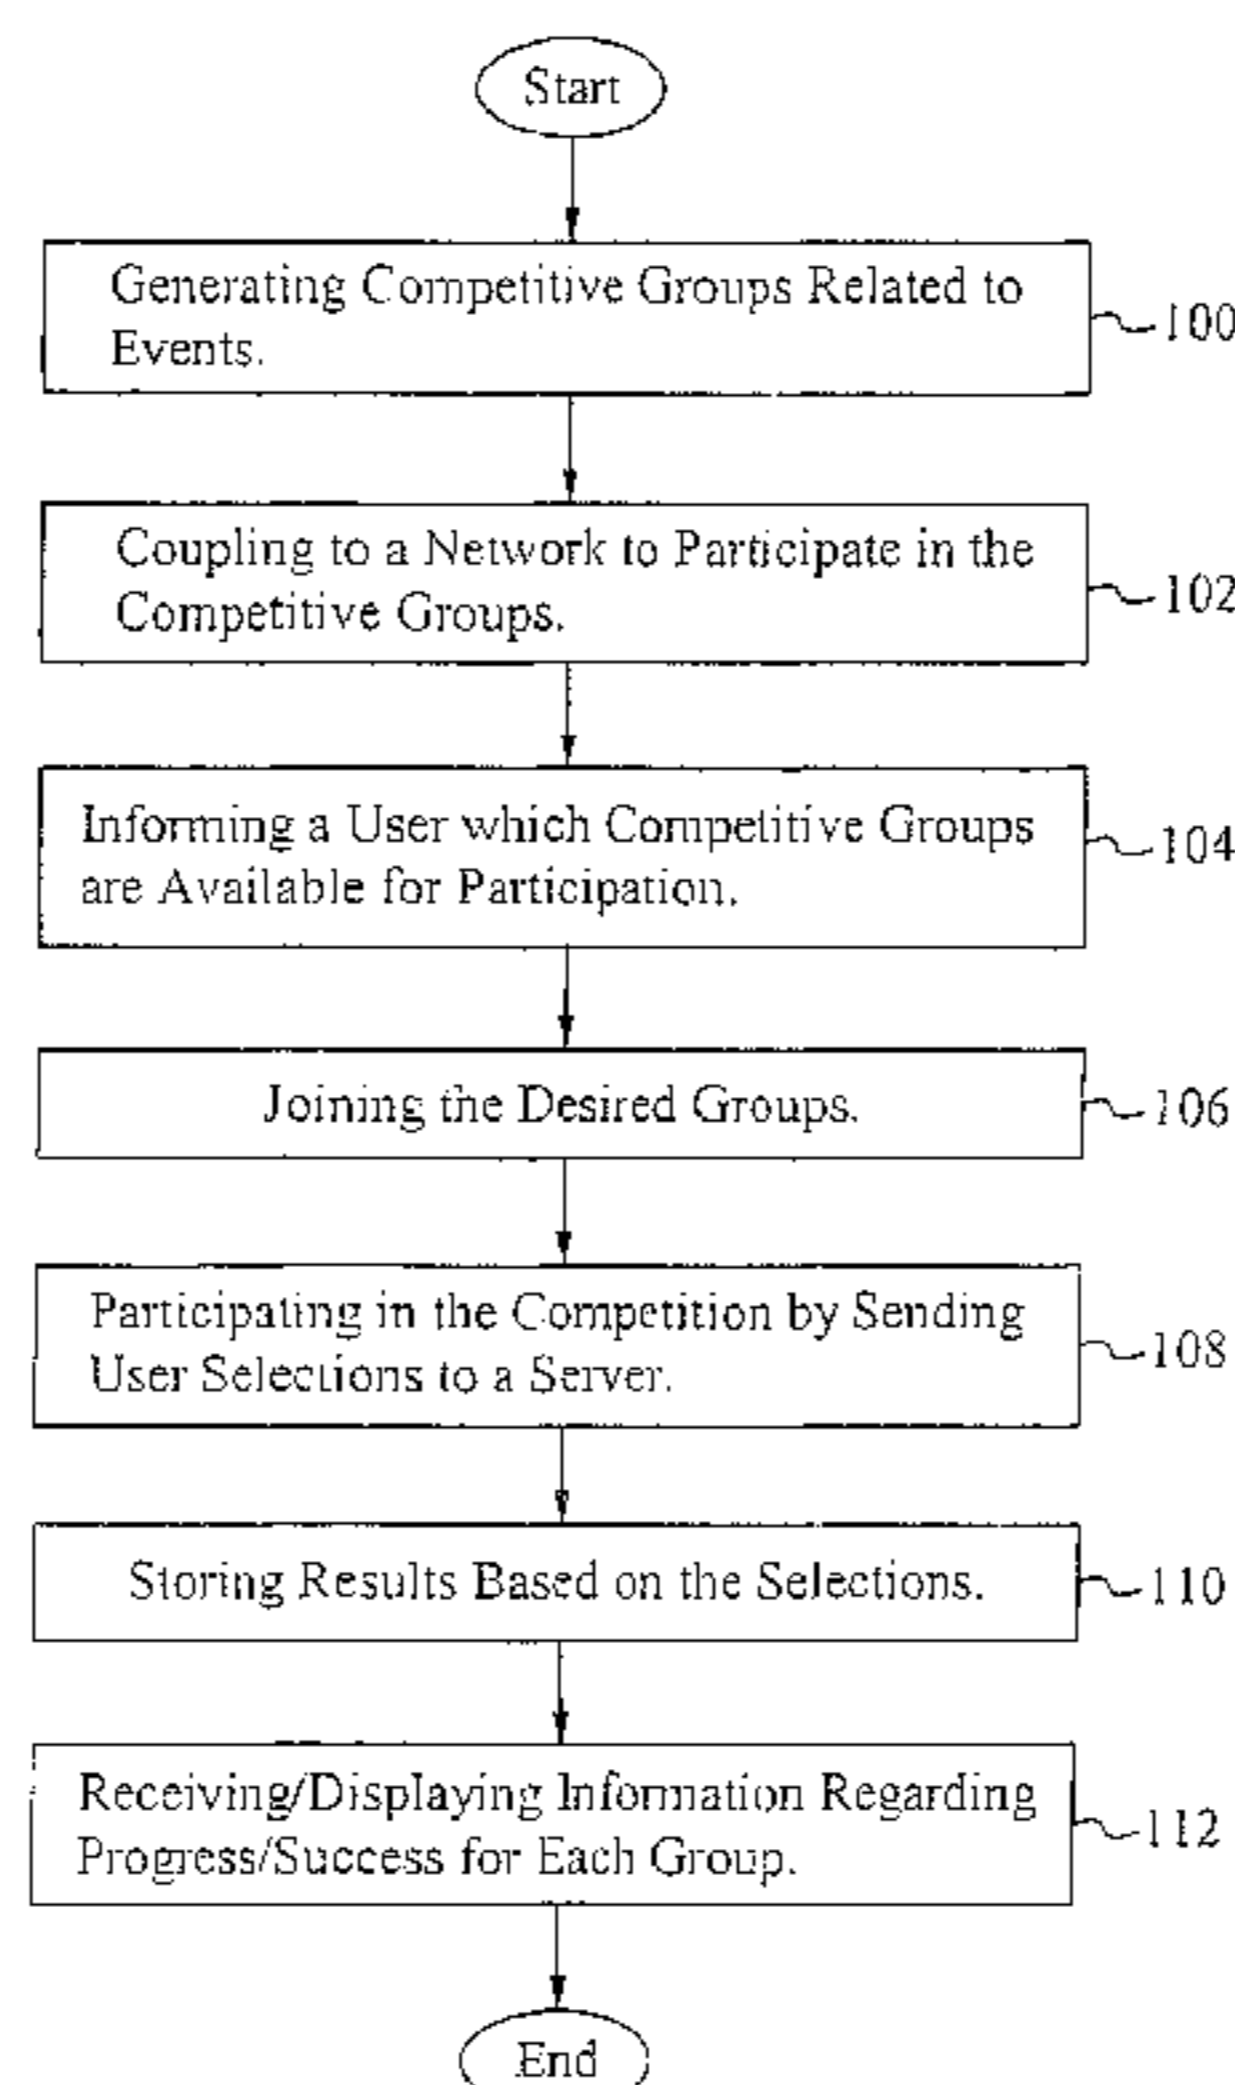 Start
Generating Competitive Groups Related to
Events.
100
Coupling to a Network to Participate in the
Competitive Groups.
102
Informing a User which Competitive Groups
are Available for Participation.
104
Joining the Desired Groups.
106
Participating in the Competition by Sending
User Selections to a Server.
108
Storing Results Based on the Selections.
110
Receiving/Displaying Information Regarding
Progress/Success for Each Group.
112
End